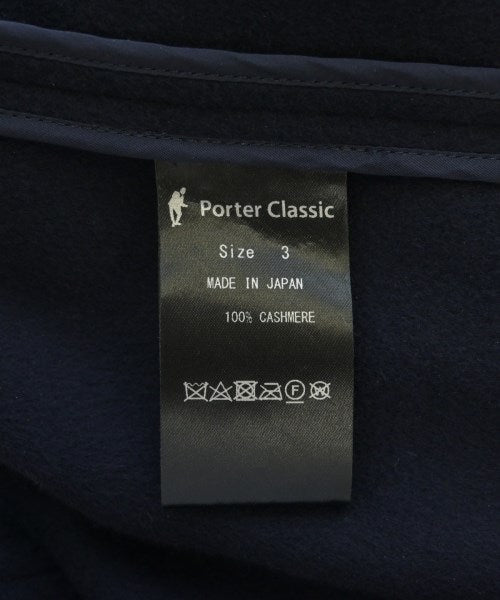 Porter Classic
Size 3
MADE IN JAPAN
100% CASHMERE
F W